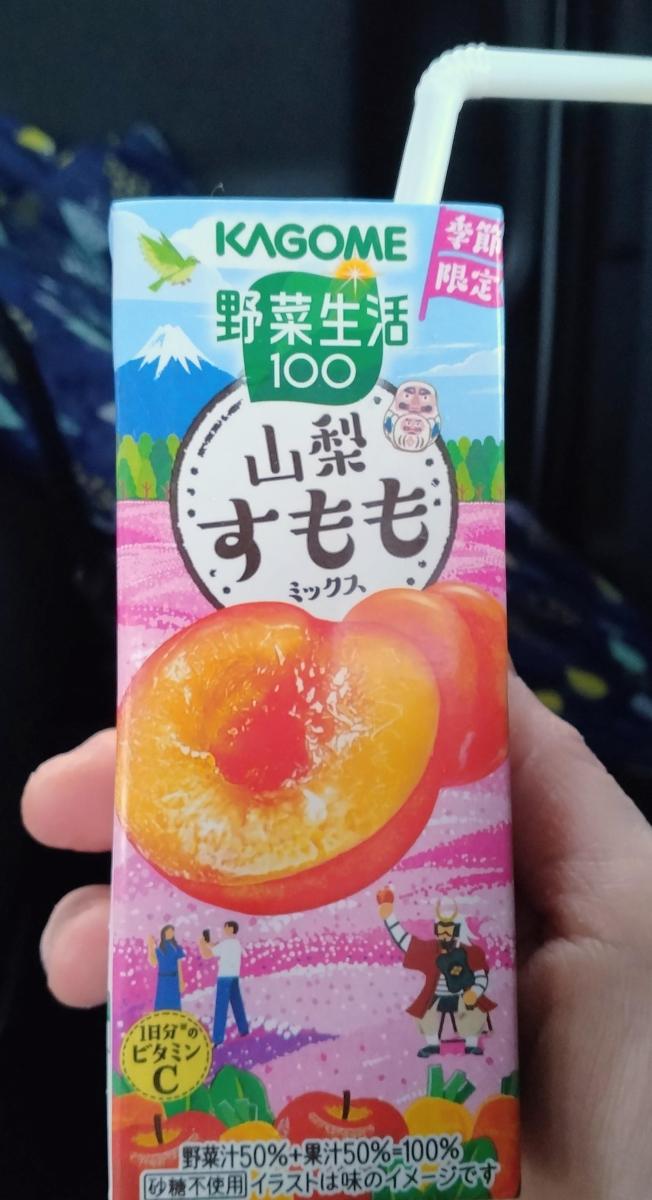 KAGOME
季節
限定
野菜生活
100
山梨
すもも
ミックス
1日分※の
ビタミン
C
野菜汁50%+果汁50%=100%
砂糖不使用 イラストは味のイメージです